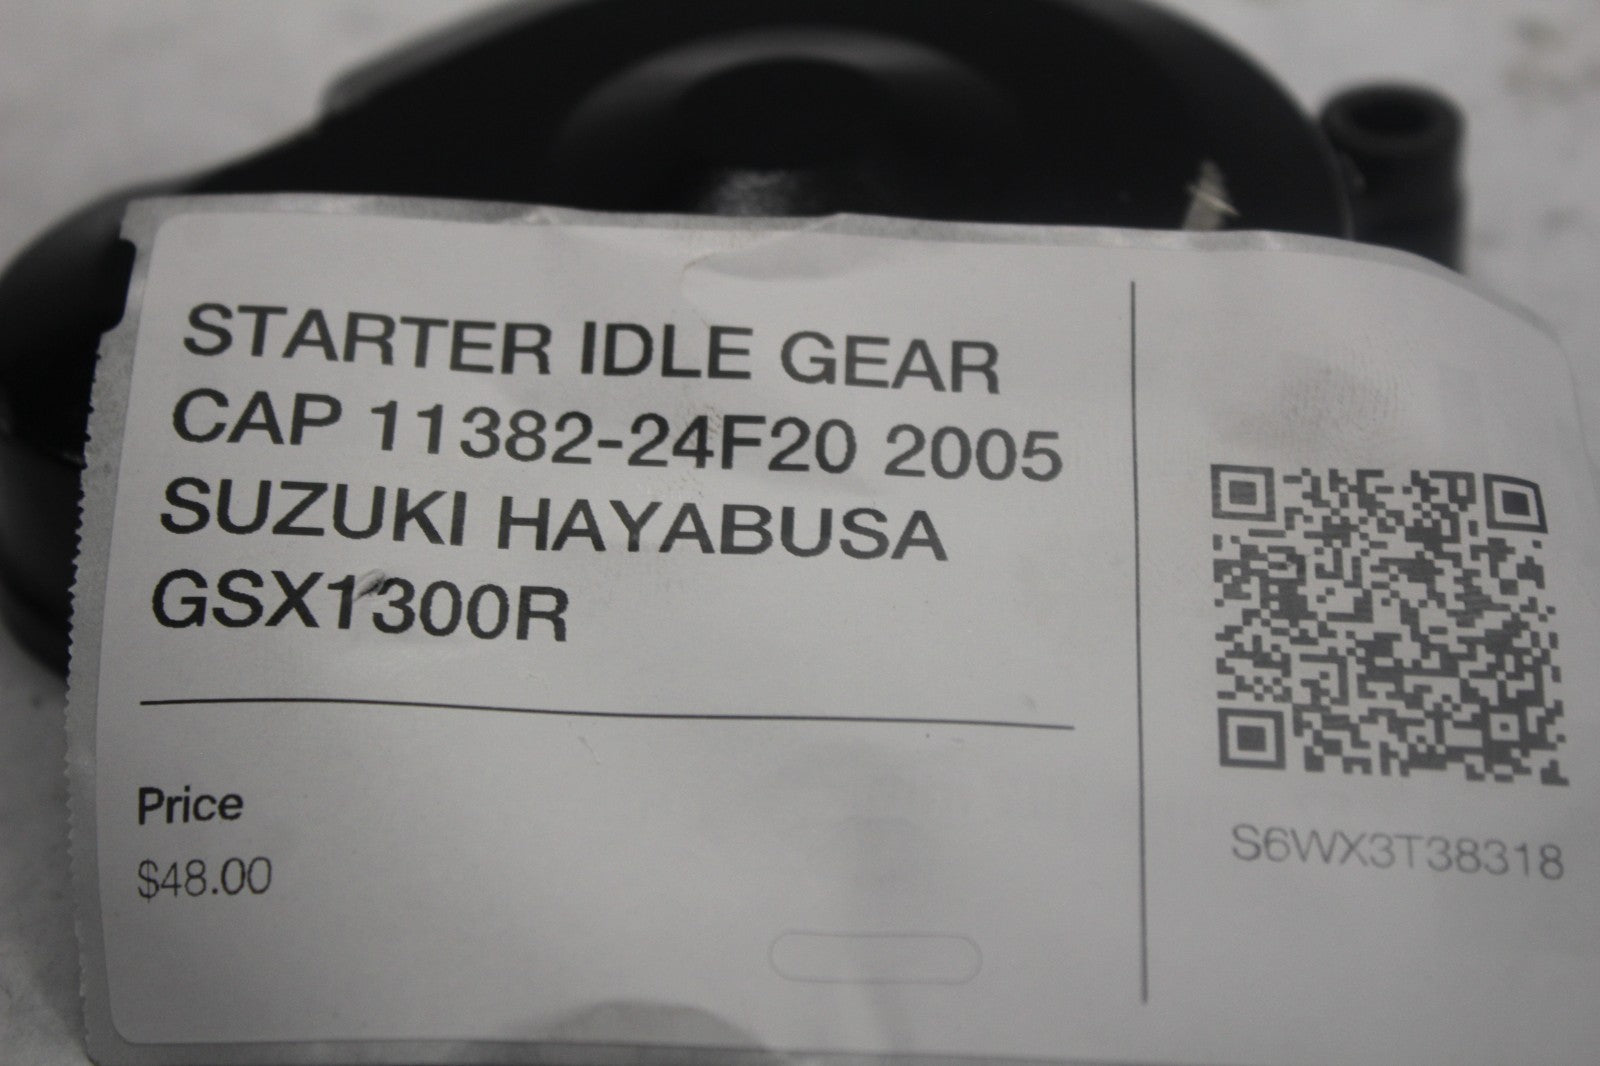 STARTER IDLE GEAR
CAP 11382-24F20 2005
SUZUKI HAYABUSA
GSX1300R
Price
$48.00
S6WX3T38318